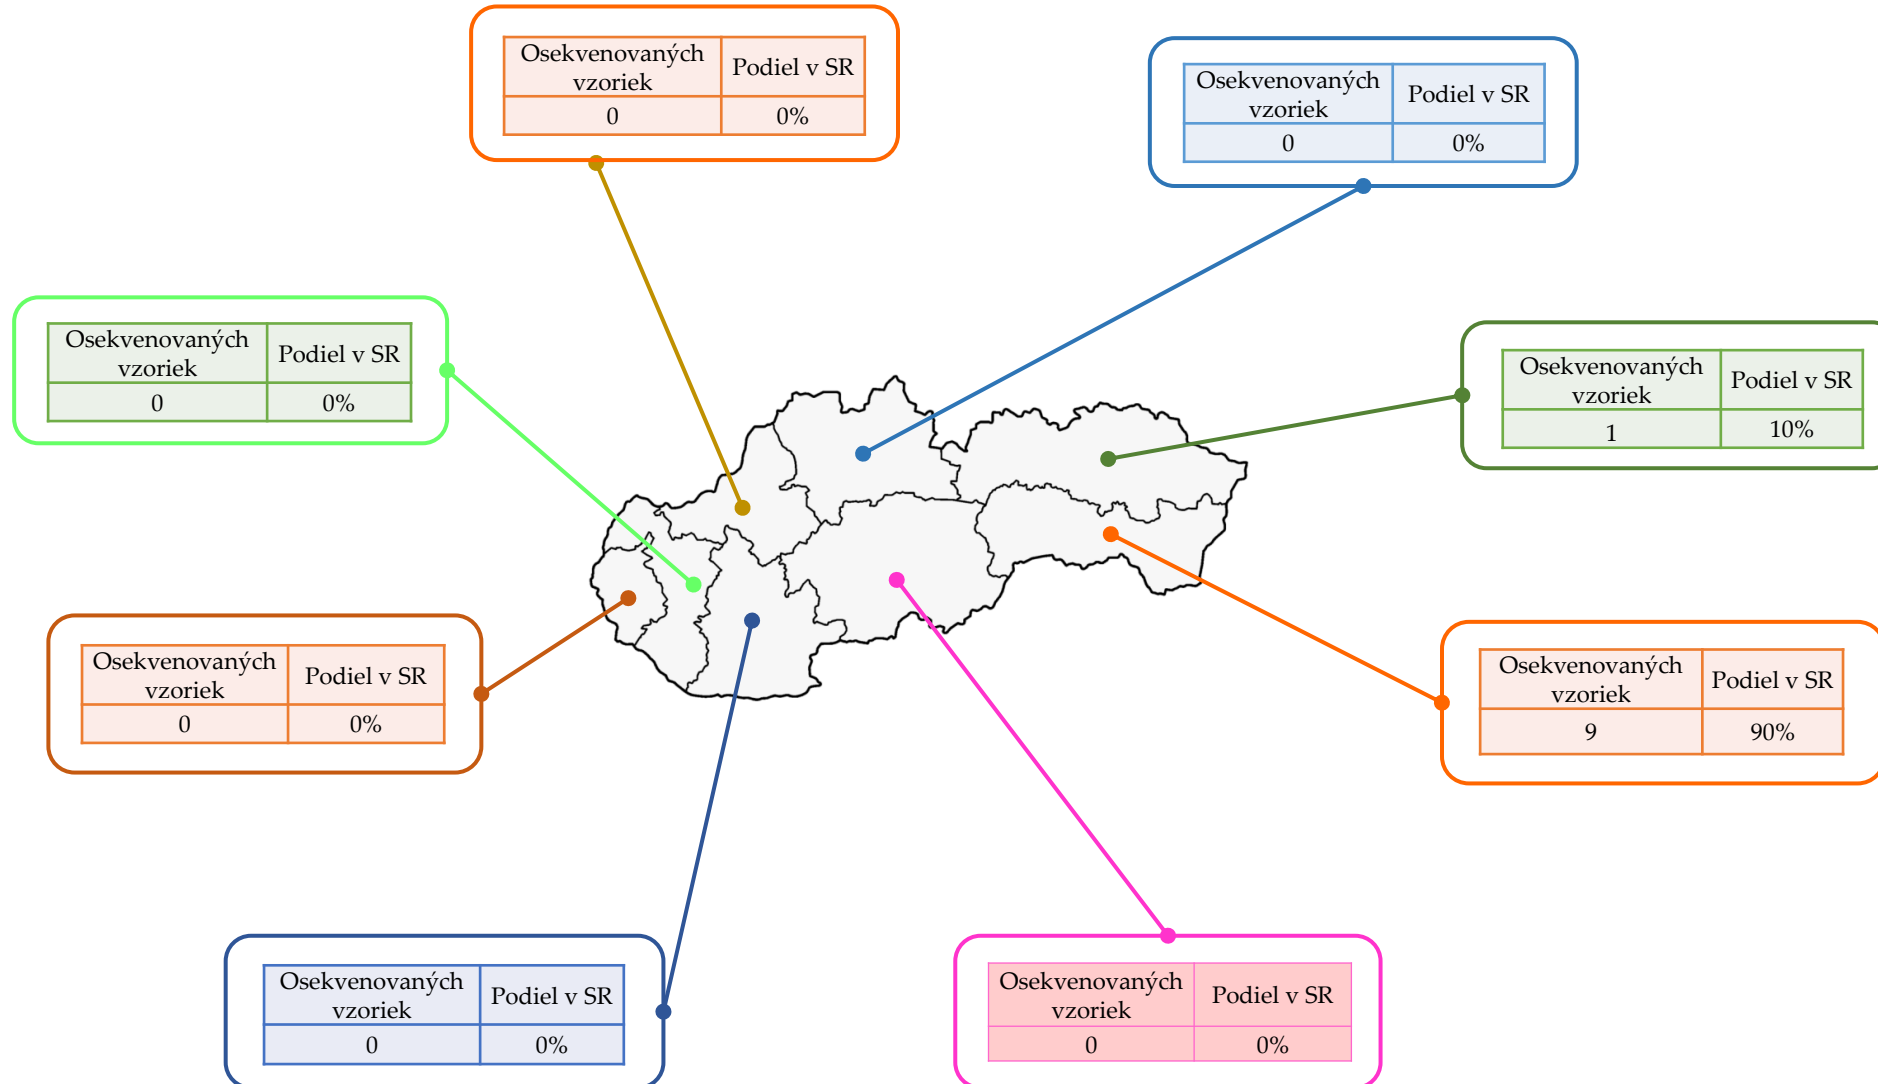 Osekvenovaných
vzoriek
Podiel v SR
0
0%
Osekvenovaných
vzoriek
Podiel v SR
0
0%
Osekvenovaných
vzoriek
Podiel v SR
0
0%
Osekvenovaných
vzoriek
Podiel v SR
1
10%
Osekvenovaných
vzoriek
Podiel v SR
0
0%
Osekvenovaných
vzoriek
Podiel v SR
9
90%
Osekvenovaných
vzoriek
Podiel v SR
0
0%
Osekvenovaných
vzoriek
Podiel v SR
0
0%